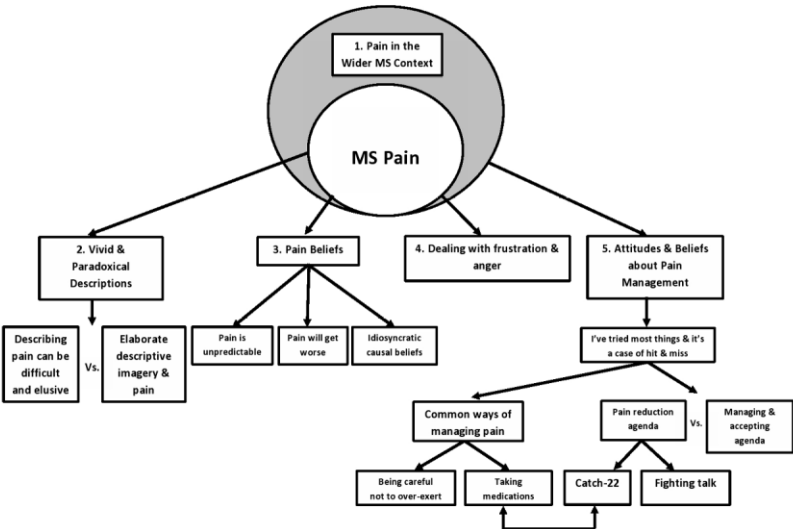 1. Pain in the
Wider MS Context
MS Pain
2. Vivid &
Paradoxical
Descriptions
3. Pain Beliefs
4. Dealing with frustration &
anger
5. Attitudes & Beliefs
about Pain
Management
Describing
pain can be
difficult
and elusive
Vs.
Elaborate
descriptive
imagery &
pain
Pain is
unpredictable
Pain will get
worse
Idiosyncratic
causal beliefs
I've tried most things & it's
a case of hit & miss
Common ways of
managing pain
Pain reduction
agenda
Vs.
Managing &
accepting
agenda
Being careful
not to over-exert
Taking
medications
Catch-22
Fighting talk